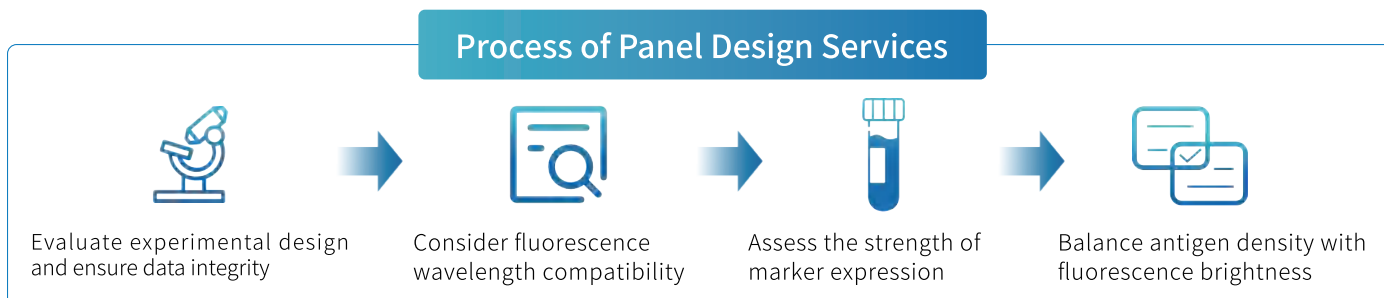 Process of Panel Design Services
Evaluate experimental design
and ensure data integrity
Consider fluorescence
wavelength compatibility
Assess the strength of
marker expression
Balance antigen density with
fluorescence brightness